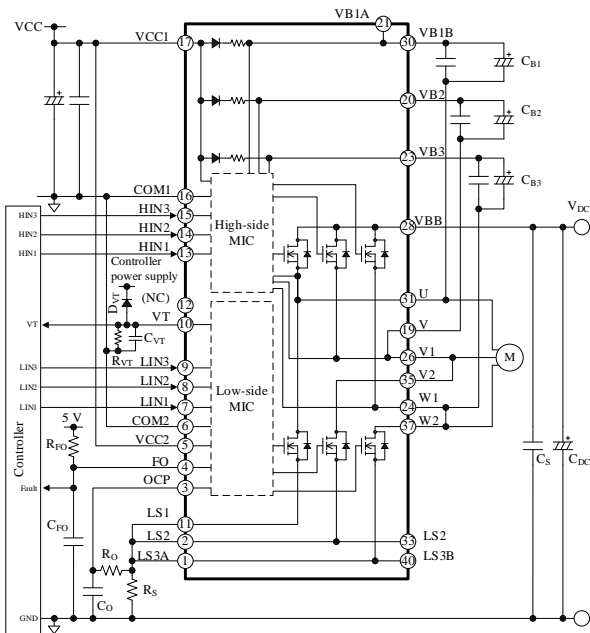 VB1A
21
VCC
VCC1 17
30 VB1B
CB1
20 VB2
CB2
23 VB3
CB3
COM1 16
HIN3 HIN3 15
HIN2 HIN2 14
HIN1 HIN1 13
High-side
MIC
28 VBB
VDC
Controller
power supply
DVT
(NC) 12
VT VT 10
CVT
RVT
31 U
19 V
26 V1
M
35 V2
24 W1
37 W2
LIN3 LIN3 9
LIN2 LIN2 8
LIN1 LIN1 7
Low-side
MIC
COM2 6
5 V
VCC2 5
RFO
FO 4
Fault
OCP 3
Controller
CS
CDC
CFO
LS1 11
LS2 2
33 LS2
LS3A 1
40 LS3B
RO
RS
CO
GND